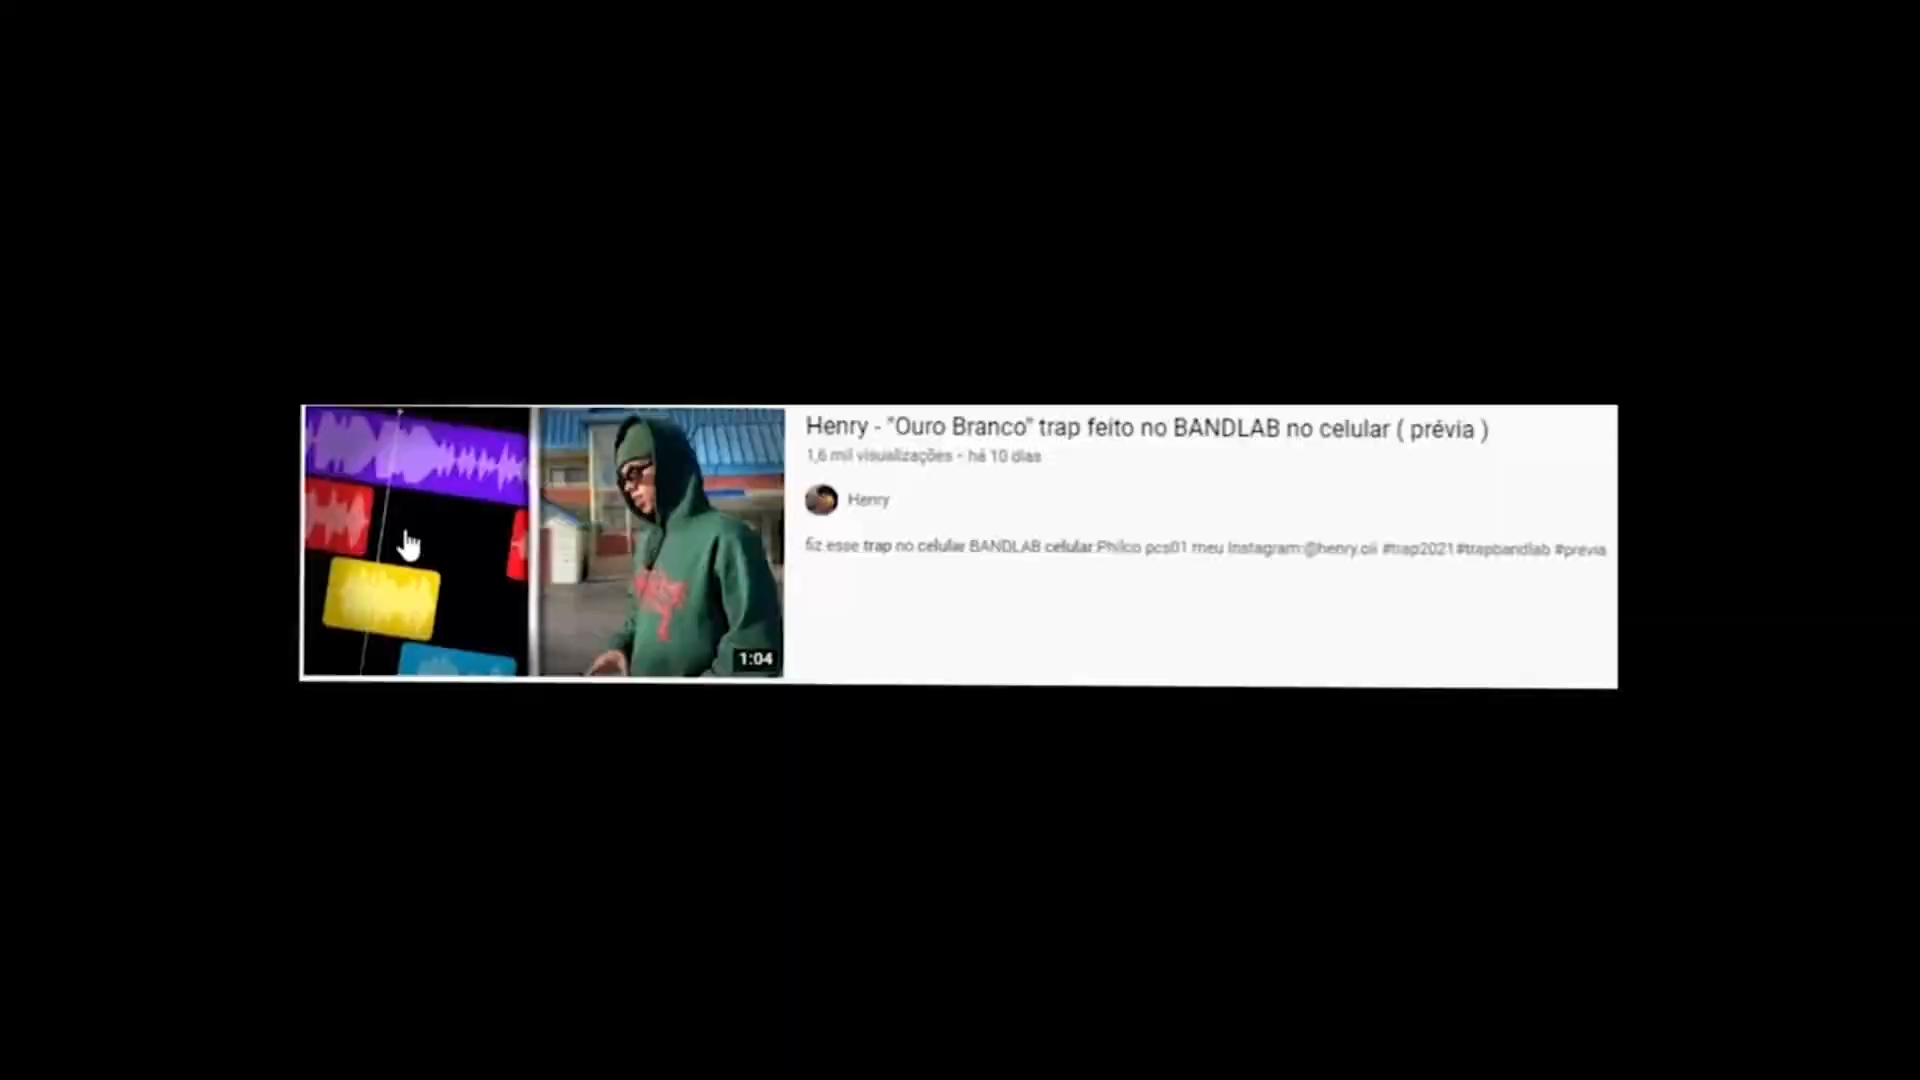 Henry - "Ouro Branco" trap feito no BANDLAB no celular ( prévia )
1,6 mil visualizações - há 10 dias
Henry
fiz esse trap no celular BANDLAB celular:Philco pcs01 meu Instagram:@henry.oii #trap2021#trapbandlab #previa
1:04